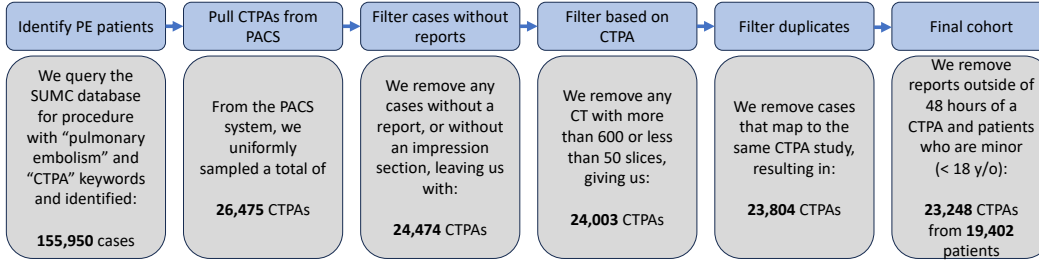 Identify PE patients
We query the
SUMC database
for procedure
with “pulmonary
embolism” and
“CTPA” keywords
and identified:
155,950 cases
Pull CTPAs from
PACS
From the PACS
system, we
uniformly
sampled a total of
26,475 CTPAs
Filter cases without
reports
We remove any
cases without a
report, or without
an impression
section, leaving us
with:
24,474 CTPAs
Filter based on
CTPA
We remove any
CT with more
than 600 or less
than 50 slices,
giving us:
24,003 CTPAs
Filter duplicates
We remove cases
that map to the
same CTPA study,
resulting in:
23,804 CTPAs
Final cohort
We remove
reports outside of
48 hours of a
CTPA and patients
who are minor
(< 18 y/o):
23,248 CTPAs
from 19,402
patients